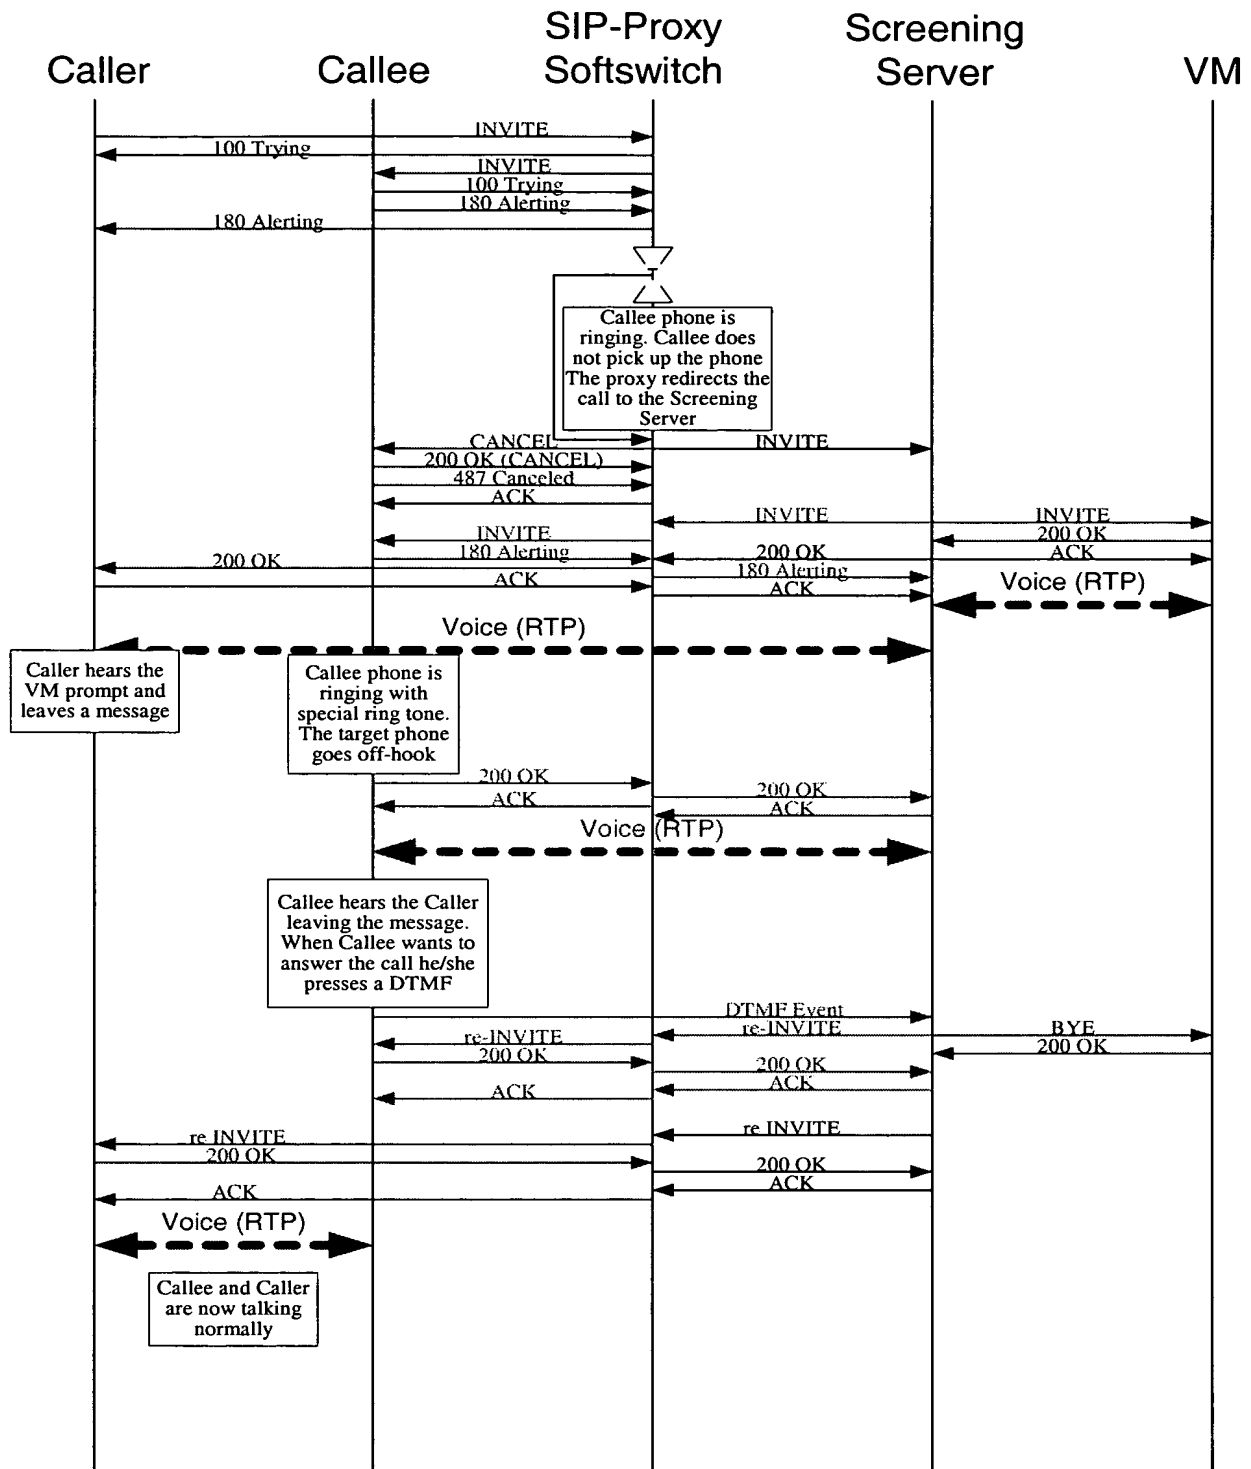 SIP-Proxy
Screening
Caller
Callee
Softswitch
Server
VM
INVITE
100 Trying
INVITE
100 Trying
180 Alerting
180 Alerting
Callee phone is
ringing. Callee does
not pick up the phone
The proxy redirects the
call to the Screening
Server
CANCEL
INVITE
200 OK (CANCEL)
487 Canceled
ACK
INVITE
INVITE
200 OK
INVITE
180 Alerting
200 OK
ACK
200 OK
180 Alerting
ACK
ACK
Voice (RTP)
Voice (RTP)
Caller hears the
VM prompt and
leaves a message
Callee phone is
ringing with
special ring tone.
The target phone
goes off-hook
200 OK
200 OK
ACK
ACK
Voice (RTP)
Callee hears the Caller
leaving the message.
When Callee wants to
answer the call he/she
presses a DTMF
DTMF Event
re-INVITE
BYE
re-INVITE
200 OK
200 OK
200 OK
ACK
ACK
re INVITE
re INVITE
200 OK
200 OK
ACK
ACK
Voice (RTP)
Callee and Caller
are now talking
normally